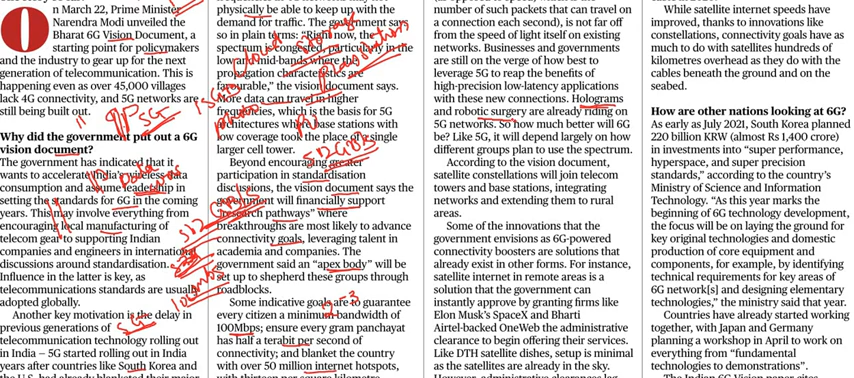 On March 22, Prime Minister
Narendra Modi unveiled the
Bharat 6G Vision Document, a
starting point for policymakers
and the industry to gear up for the next
generation of telecommunication. This is
happening even as over 45,000 villages
lack 4G connectivity, and 5G networks are
still being built out.
Why did the government put out a 6G
vision document?
The government has indicated that it
wants to accelerate India's wireless data
consumption and leadership in
setting the standards for 6G in the coming
years. This may involve everything from
encouraging local manufacturing of
telecom gear to supporting Indian
companies and engineers in international
discussions around standardisation.
Influence in the latter is key, as
telecommunications standards are usually
adopted globally.
Another key motivation is the delay in
previous generations of
telecommunication technology rolling out
in India – 5G started rolling out in India
years after countries like South Korea and
the U.S. had already blanketed their major
physically be able to keep up with the
demand for traffic. The government says
so in plain terms: "Right now, the
spectrum is congested, particularly in the
lower and mid-bands where the
propagation characteristics are
favourable," the vision document says.
More data can travel in higher
frequencies, which is the basis for 5G
architectures where base stations with
low coverage took the place of a single
larger cell tower.
Beyond encouraging greater
participation in standardisation
discussions, the vision document says the
government will financially support
"research pathways" where
breakthroughs are most likely to advance
connectivity goals, leveraging talent in
academia and companies. The
government said an "apex body" will be
set up to shepherd these groups through
roadblocks.
Some indicative goals are to guarantee
every citizen a minimum bandwidth of
100Mbps; ensure every gram panchayat
has half a terabit per second of
connectivity; and blanket the country
with over 50 million internet hotspots,
with thirteen per square kilometre
number of such packets that can travel on
a connection each second), is not far off
from the speed of light itself on existing
networks. Businesses and governments
are still on the verge of how best to
leverage 5G to reap the benefits of
high-precision low-latency applications
with these new connections. Holograms
and robotic surgery are already riding on
5G networks. So how much better will 6G
be? Like 5G, it will depend largely on how
different groups plan to use the spectrum.
According to the vision document,
satellite constellations will join telecom
towers and base stations, integrating
networks and extending them to rural
areas.
Some of the innovations that the
government envisions as 6G-powered
connectivity boosters are solutions that
already exist in other forms. For instance,
satellite internet in remote areas is a
solution that the government can
instantly approve by granting firms like
Elon Musk's SpaceX and Bharti
Airtel-backed OneWeb the administrative
clearance to begin offering their services.
Like DTH satellite dishes, setup is minimal
as the satellites are already in the sky.
However, administrative clearances lag
While satellite internet speeds have
improved, thanks to innovations like
constellations, connectivity goals have as
much to do with satellites hundreds of
kilometres overhead as they do with the
cables beneath the ground and on the
seabed.
How are other nations looking at 6G?
As early as July 2021, South Korea planned
220 billion KRW (almost Rs 1,400 crore)
in investments into "super performance,
hyperspace, and super precision
standards," according to the country's
Ministry of Science and Information
Technology. "As this year marks the
beginning of 6G technology development,
the focus will be on laying the ground for
key original technologies and domestic
production of core equipment and
components, for example, by identifying
technical requirements for key areas of
6G network[s] and designing elementary
technologies," the ministry said that year.
Countries have already started working
together, with Japan and Germany
planning a workshop in April to work on
everything from "fundamental
technologies to demonstrations".
5G
5G
2-3